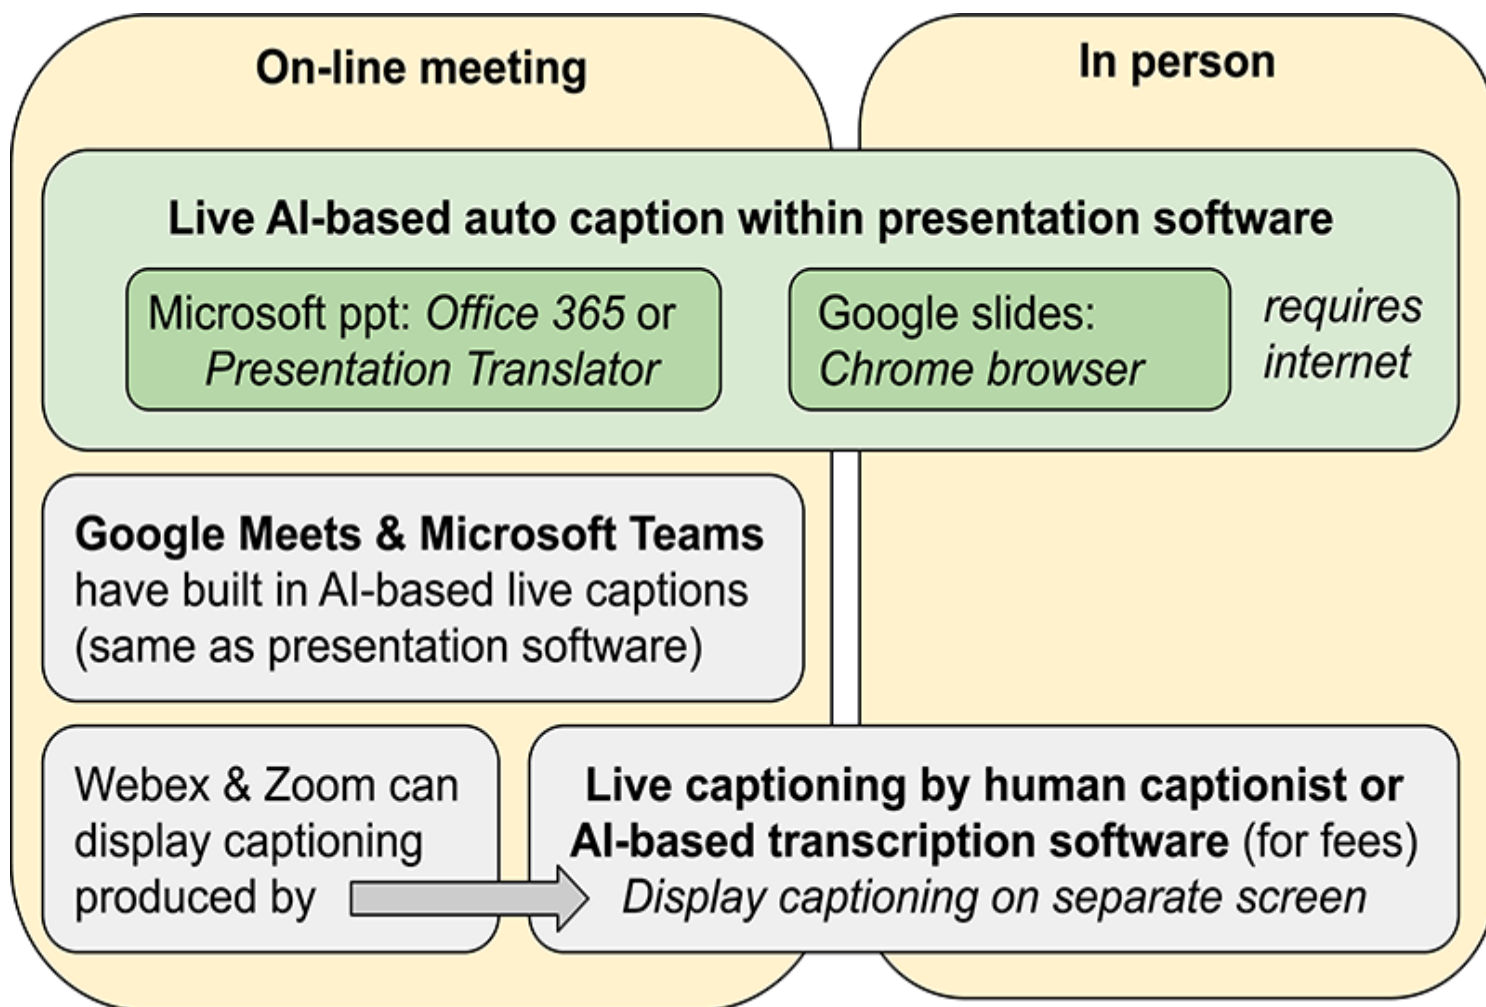 On-line meeting
In person
Live AI-based auto caption within presentation software
Microsoft ppt: Office 365 or
Presentation Translator
Google slides:
Chrome browser
requires
internet
Google Meets & Microsoft Teams
have built in AI-based live captions
(same as presentation software)
Webex & Zoom can
display captioning
produced by
Live captioning by human captionist or
AI-based transcription software (for fees)
Display captioning on separate screen